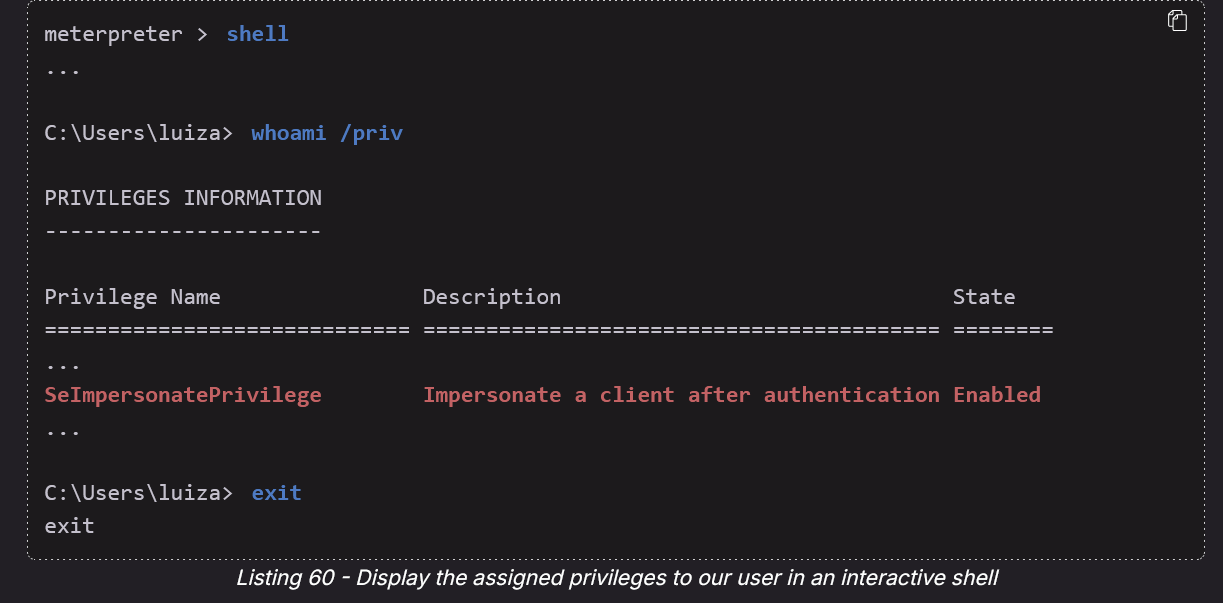 meterpreter > shell
...
C:\Users\luiza> whoami /priv
PRIVILEGES INFORMATION
----------------------
Privilege Name                Description                               State
============================= ========================================= ========
...
SeImpersonatePrivilege        Impersonate a client after authentication Enabled
...
C:\Users\luiza> exit
exit
Listing 60 - Display the assigned privileges to our user in an interactive shell